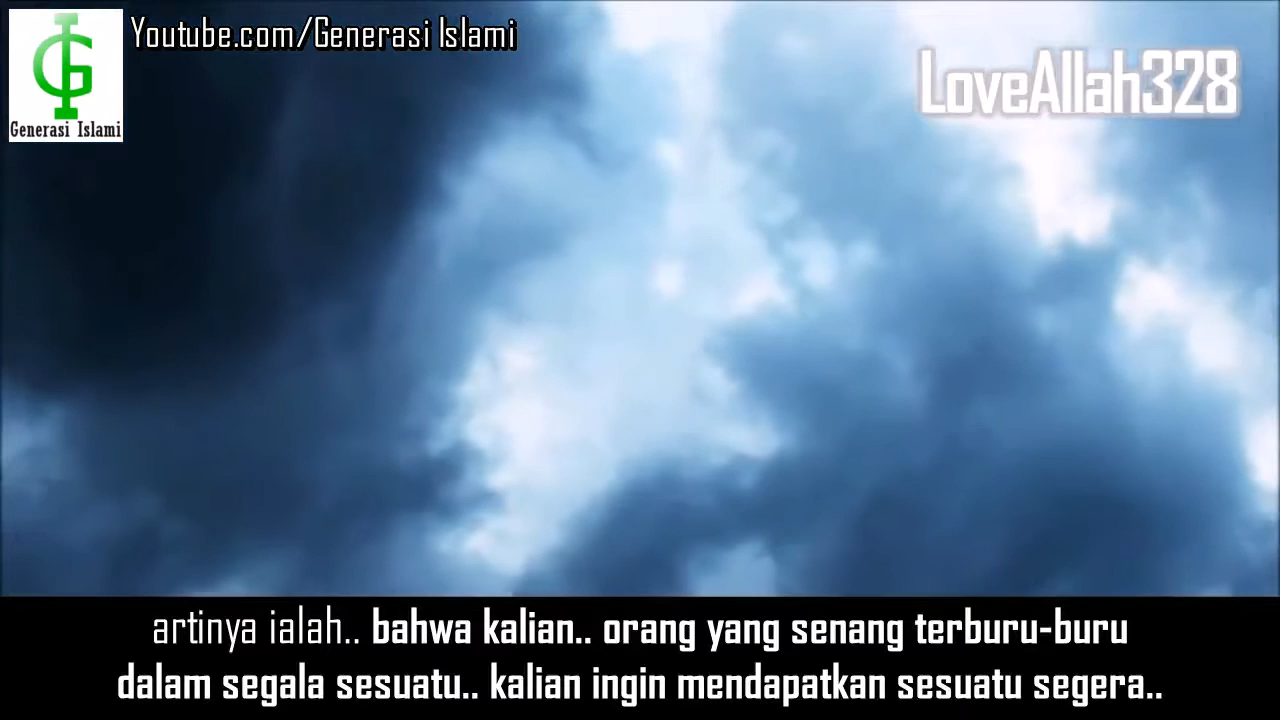 Youtube.com/Generasi Islami
LoveAllah328
GI
Generasi Islami
artinya ialah.. bahwa kalian.. orang yang senang terburu-buru
dalam segala sesuatu.. kalian ingin mendapatkan sesuatu segera..